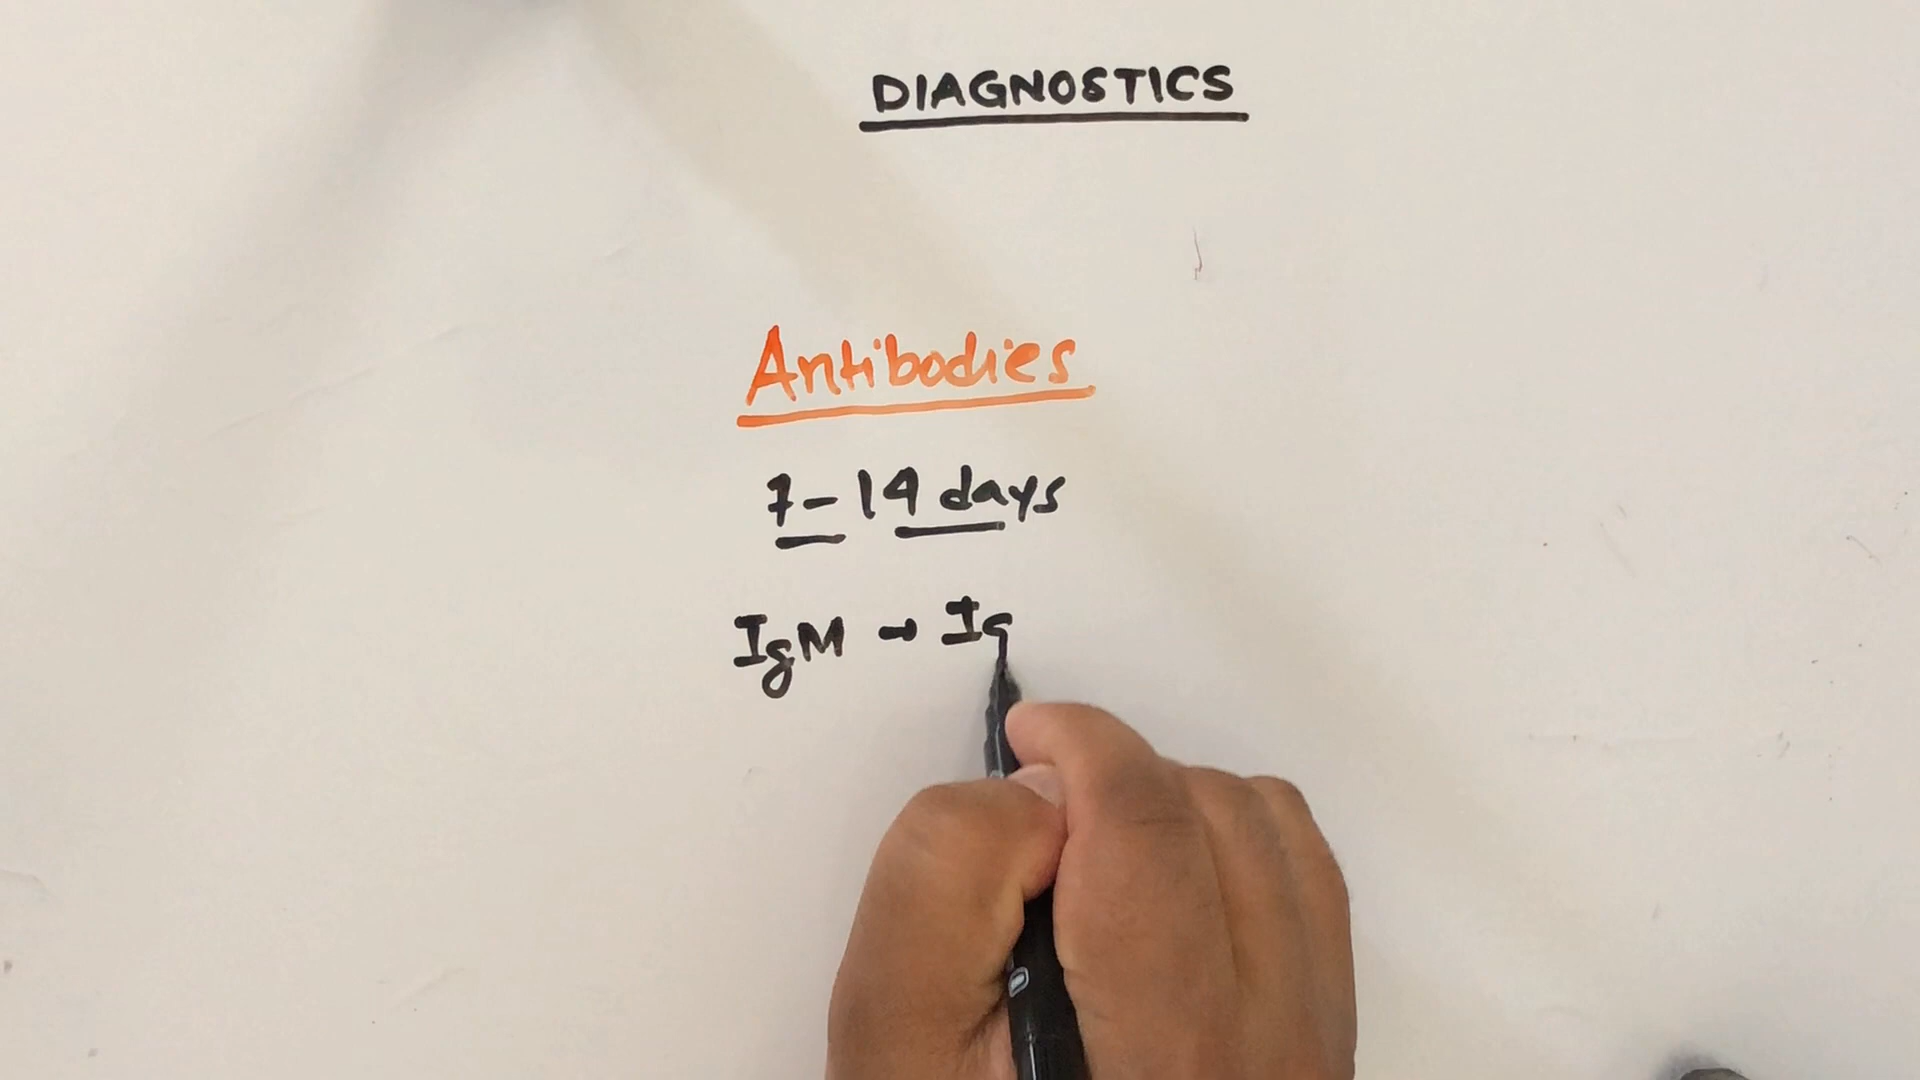 DIAGNOSTICS
Antibodies
7-14 days
IgM → Ig